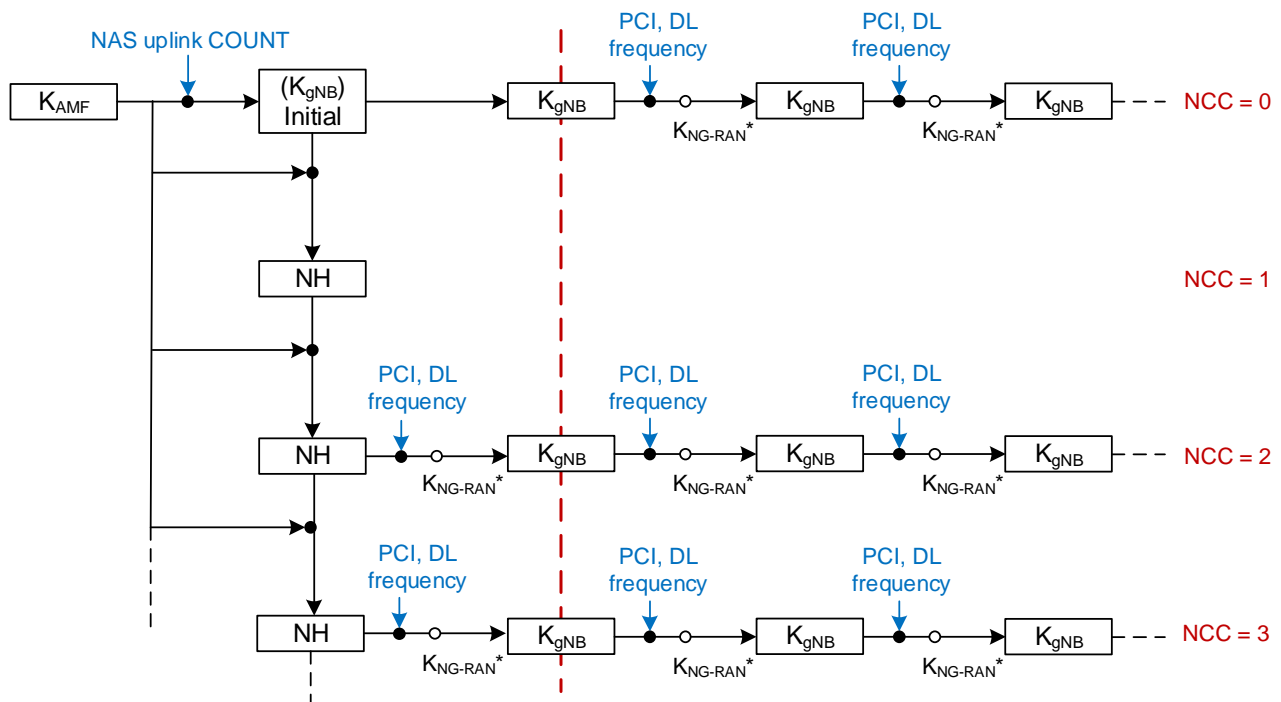 NAS uplink COUNT
PCI, DL
frequency
PCI, DL
frequency
K_AMF
(K_gNB)
Initial
K_gNB
K_NG-RAN*
K_gNB
K_NG-RAN*
K_gNB
NCC = 0
NH
NCC = 1
PCI, DL
frequency
PCI, DL
frequency
PCI, DL
frequency
NH
K_NG-RAN*
K_gNB
K_NG-RAN*
K_gNB
K_NG-RAN*
K_gNB
NCC = 2
PCI, DL
frequency
PCI, DL
frequency
PCI, DL
frequency
NH
K_NG-RAN*
K_gNB
K_NG-RAN*
K_gNB
K_NG-RAN*
K_gNB
NCC = 3